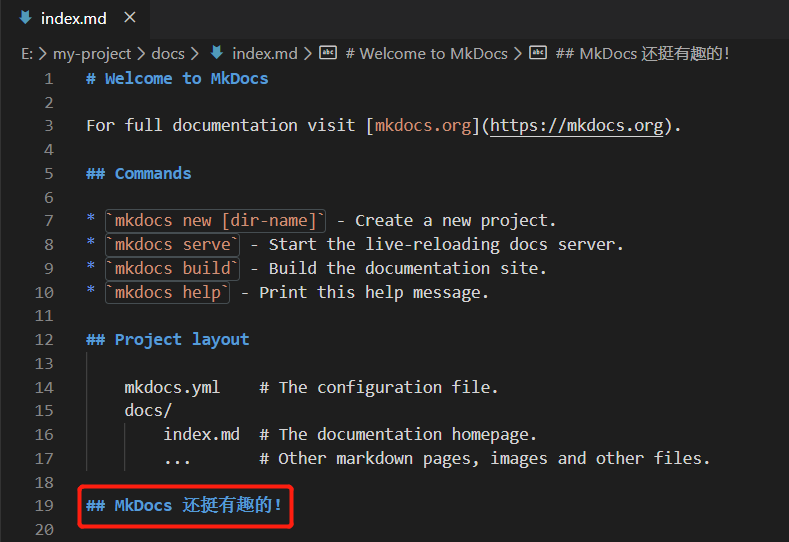 index.md ×
E: > my-project > docs > index.md > # Welcome to MkDocs > ## MkDocs 还挺有趣的!
1 # Welcome to MkDocs
2
3 For full documentation visit [mkdocs.org](https://mkdocs.org).
4
5 ## Commands
6
7 * `mkdocs new [dir-name]` - Create a new project.
8 * `mkdocs serve` - Start the live-reloading docs server.
9 * `mkdocs build` - Build the documentation site.
10 * `mkdocs help` - Print this help message.
11
12 ## Project layout
13
14     mkdocs.yml    # The configuration file.
15     docs/
16         index.md  # The documentation homepage.
17         ...       # Other markdown pages, images and other files.
18
19 ## MkDocs 还挺有趣的!
20